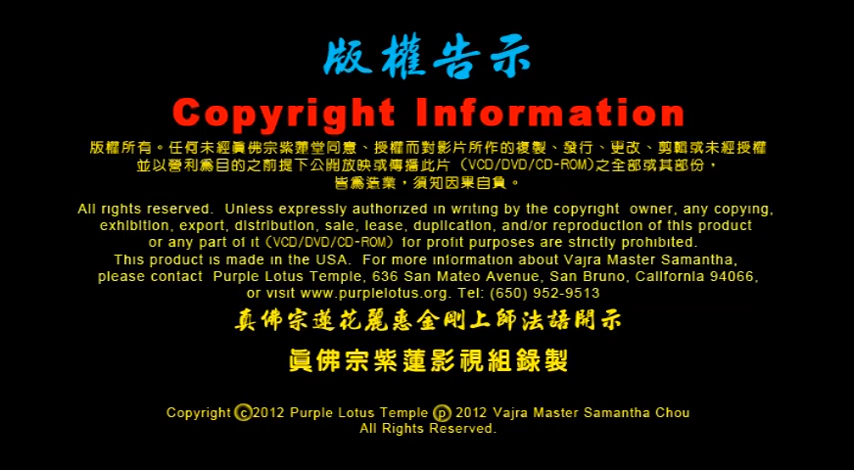 版權告示
Copyright Information
版權所有。任何未經眞佛宗紫蓮堂同意、授權而對影片所作的複製、發行、更改、剪輯或未經授權
並以營利爲目的之前提下公開放映或傳播此片 (VCD/DVD/CD-ROM)之全部或其部份，
皆爲造業，須知因果自負。
All rights reserved. Unless expressly authorized in writing by the copyright owner, any copying,
exhibition, export, distribution, sale, lease, duplication, and/or reproduction of this product
or any part of it (VCD/DVD/CD-ROM) for profit purposes are strictly prohibited.
This product is made in the USA. For more information about Vajra Master Samantha,
please contact Purple Lotus Temple, 636 San Mateo Avenue, San Bruno, California 94066,
or visit www.purplelotus.org. Tel: (650) 952-9513
真佛宗蓮花麗惠金剛上師法語開示
眞佛宗紫蓮影視組錄製
Copyright ⓒ2012 Purple Lotus Temple ⓟ 2012 Vajra Master Samantha Chou
All Rights Reserved.